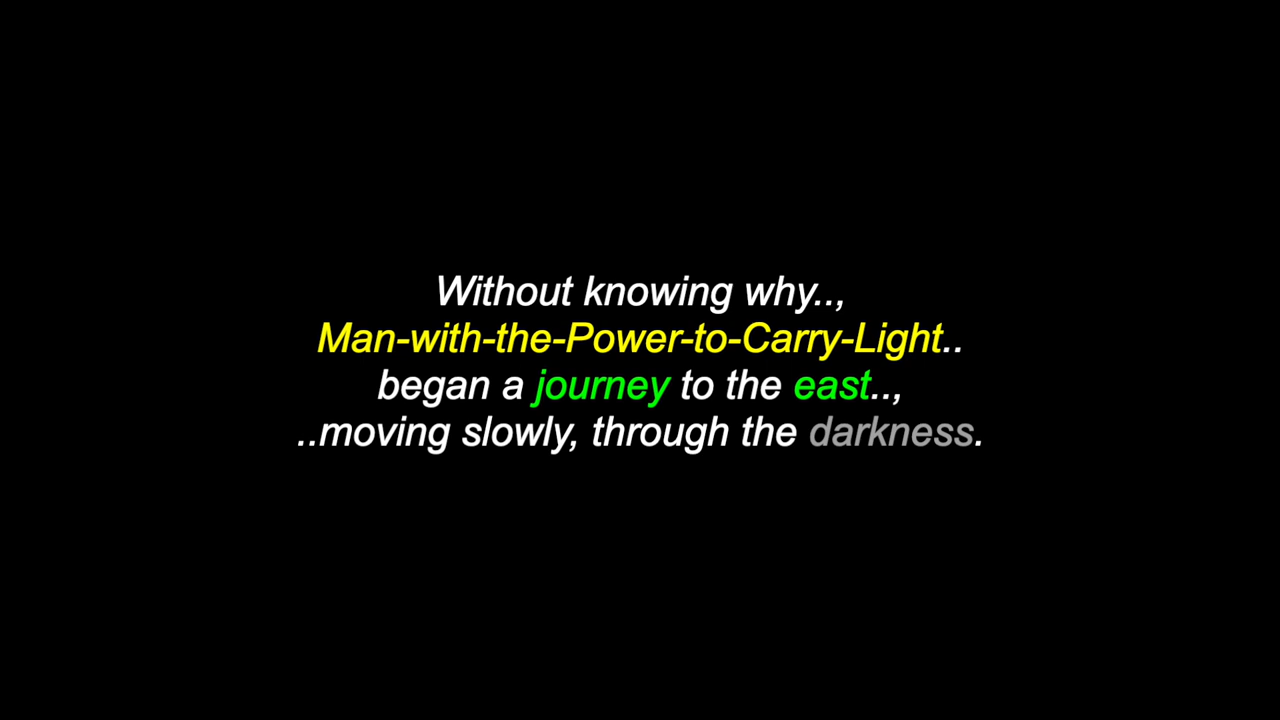 Without knowing why..,
Man-with-the-Power-to-Carry-Light..
began a journey to the east..,
..moving slowly, through the darkness.